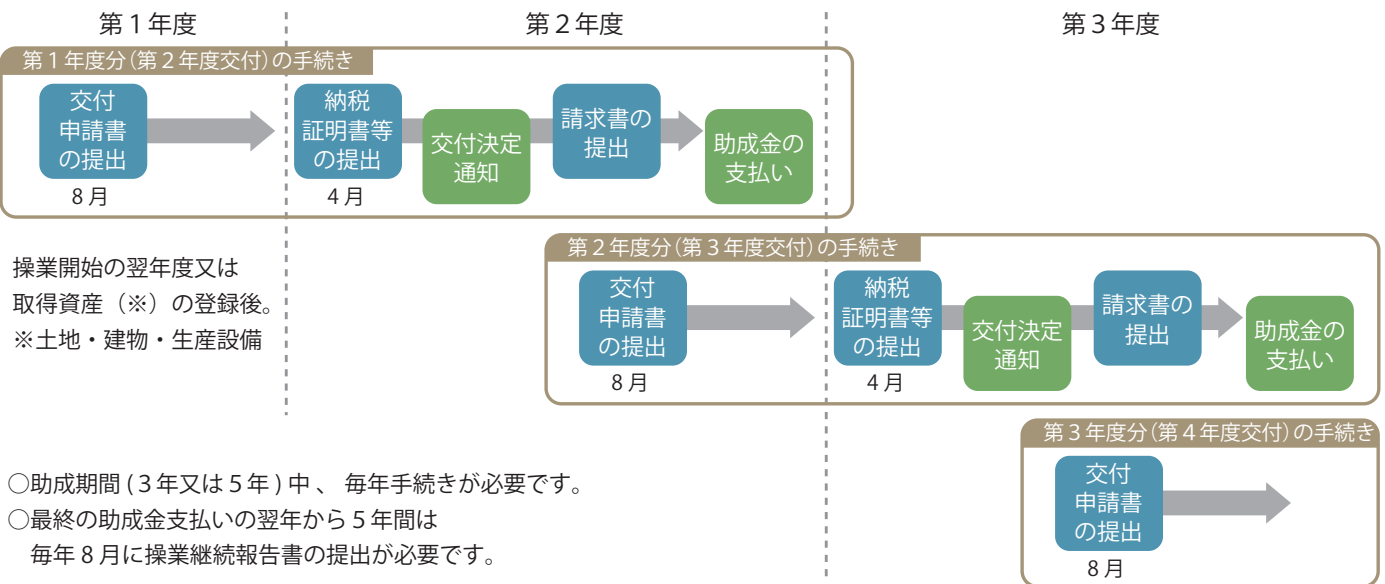 第1年度
第2年度
第3年度
第1年度分(第2年度交付)の手続き
交付
申請書
の提出
8月
納税
証明書等
の提出
4月
交付決定
通知
請求書の
提出
助成金の
支払い
操業開始の翌年度又は
取得資産（※）の登録後。
※土地・建物・生産設備
第2年度分(第3年度交付)の手続き
交付
申請書
の提出
8月
納税
証明書等
の提出
4月
交付決定
通知
請求書の
提出
助成金の
支払い
第3年度分(第4年度交付)の手続き
交付
申請書
の提出
8月
○助成期間(3年又は5年)中、毎年手続きが必要です。
○最終の助成金支払いの翌年から5年間は
毎年8月に操業継続報告書の提出が必要です。